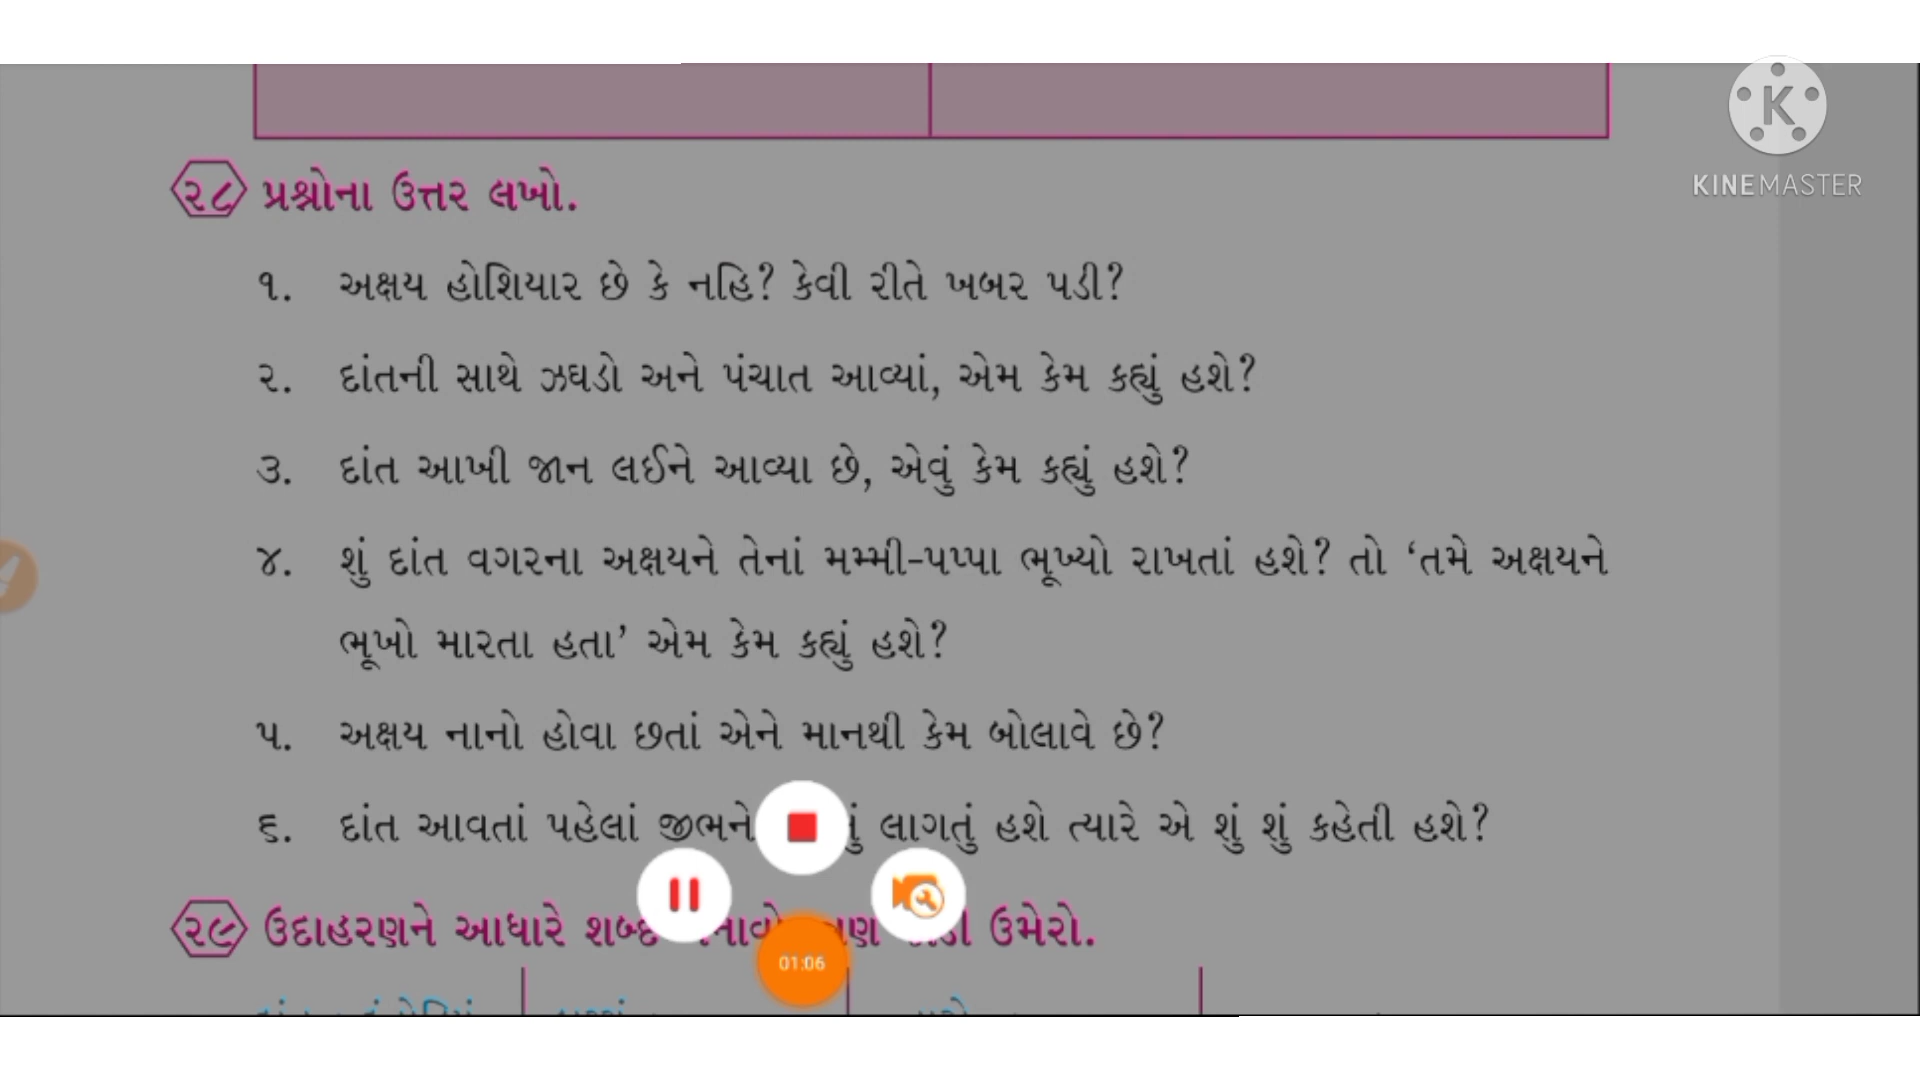 KINEMASTER
૨૮ પ્રશ્નોના ઉત્તર લખો.
૧. અક્ષય હોશિયાર છે કે નહિ? કેવી રીતે ખબર પડી?
૨. દાંતની સાથે ઝઘડો અને પંચાત આવ્યાં, એમ કેમ કહ્યું હશે?
૩. દાંત આખી જાન લઈને આવ્યા છે, એવું કેમ કહ્યું હશે?
૪. શું દાંત વગરના અક્ષયને તેનાં મમ્મી-પપ્પા ભૂખ્યો રાખતાં હશે? તો ‘તમે અક્ષયને
ભૂખો મારતા હતા’ એમ કેમ કહ્યું હશે?
૫. અક્ષય નાનો હોવા છતાં એને માનથી કેમ બોલાવે છે?
૬. દાંત આવતાં પહેલાં જીભને લાગતું હશે ત્યારે એ શું શું કહેતી હશે?
૨૯ ઉદાહરણને આધારે શબ્દ ઉમેરો.
01:06